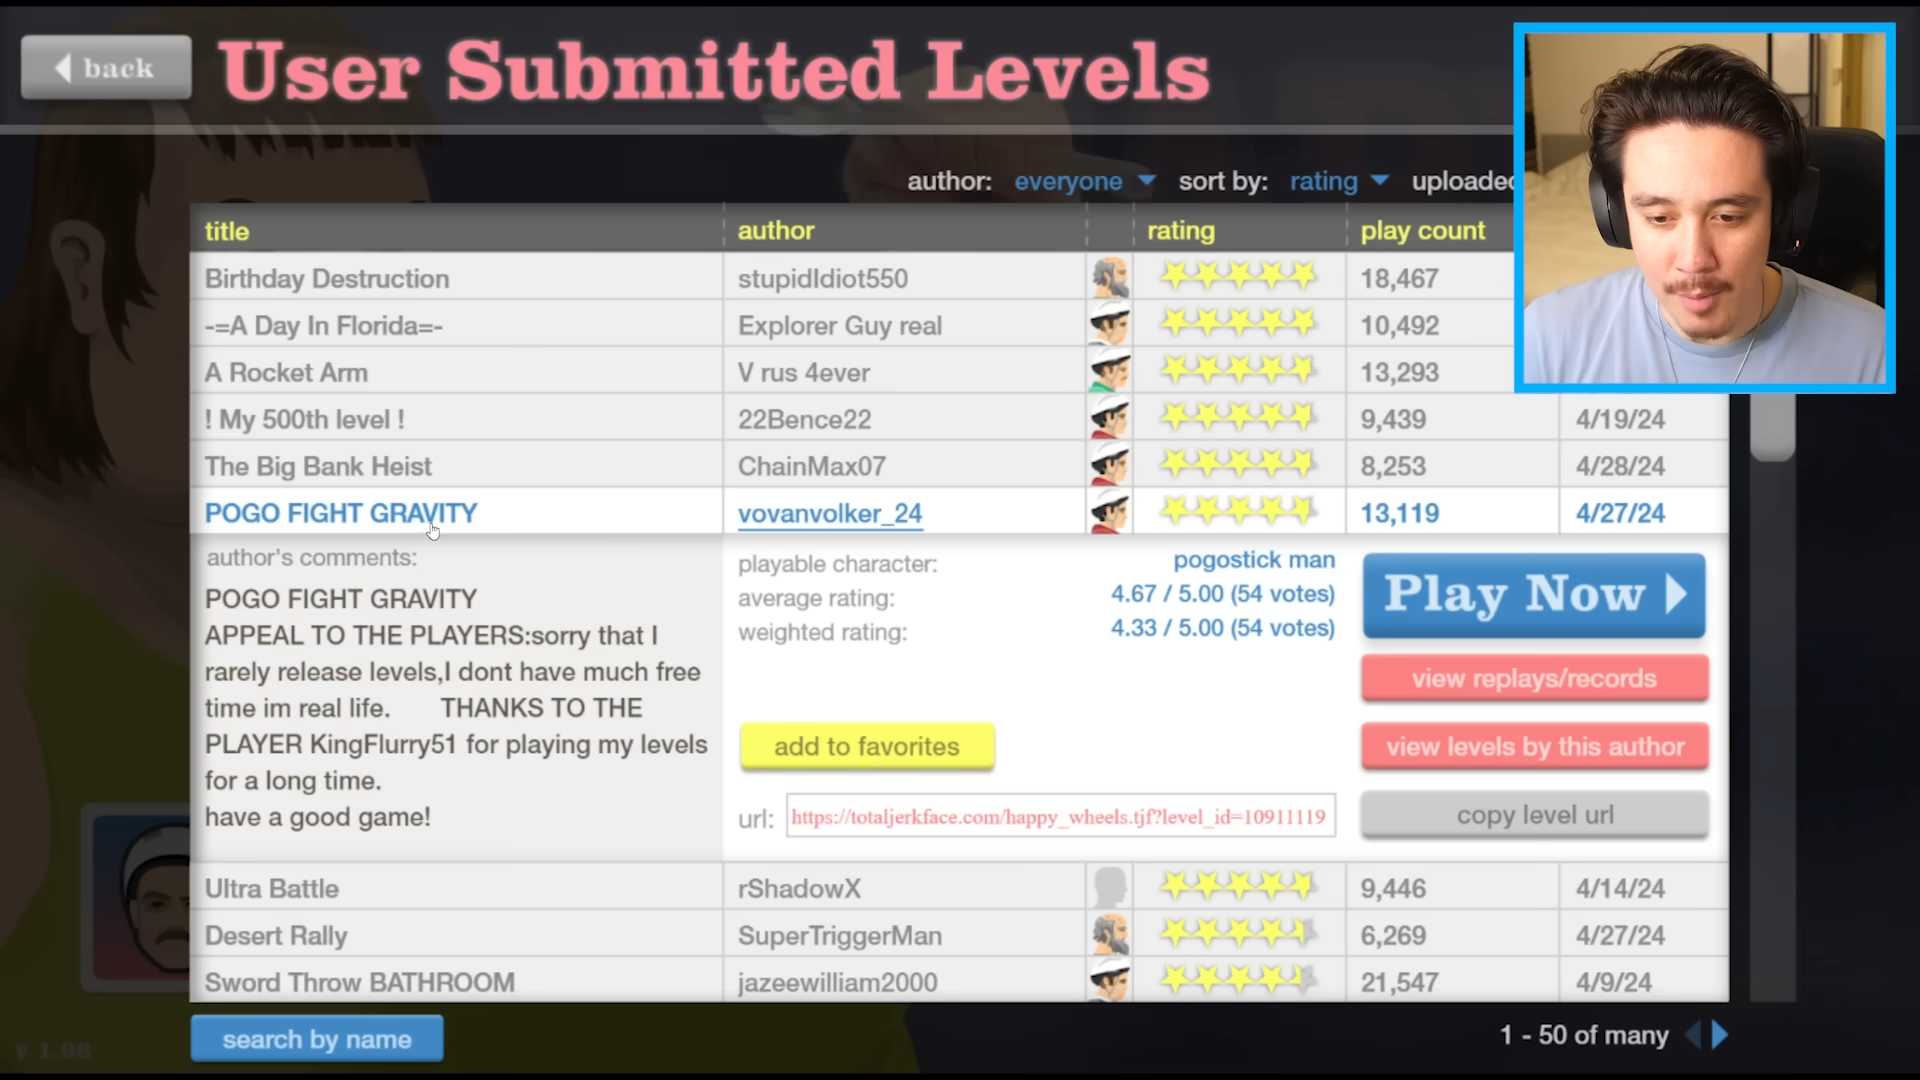 back
User Submitted Levels
author: everyone sort by: rating uploaded
title author rating play count
Birthday Destruction stupidIdiot550 18,467
-=A Day In Florida=- Explorer Guy real 10,492
A Rocket Arm V rus 4ever 13,293
! My 500th level ! 22Bence22 9,439 4/19/24
The Big Bank Heist ChainMax07 8,253 4/28/24
POGO FIGHT GRAVITY vovanvolker_24 13,119 4/27/24
author's comments:
POGO FIGHT GRAVITY
APPEAL TO THE PLAYERS:sorry that I
rarely release levels,I dont have much free
time im real life. THANKS TO THE
PLAYER KingFlurry51 for playing my levels
for a long time.
have a good game!
playable character: pogostick man
average rating: 4.67 / 5.00 (54 votes)
weighted rating: 4.33 / 5.00 (54 votes)
add to favorites
url: https://totaljerkface.com/happy_wheels.tjf?level_id=10911119
Play Now
view replays/records
view levels by this author
copy level url
Ultra Battle rShadowX 9,446 4/14/24
Desert Rally SuperTriggerMan 6,269 4/27/24
Sword Throw BATHROOM jazeewilliam2000 21,547 4/9/24
search by name
1 - 50 of many
v.1.98